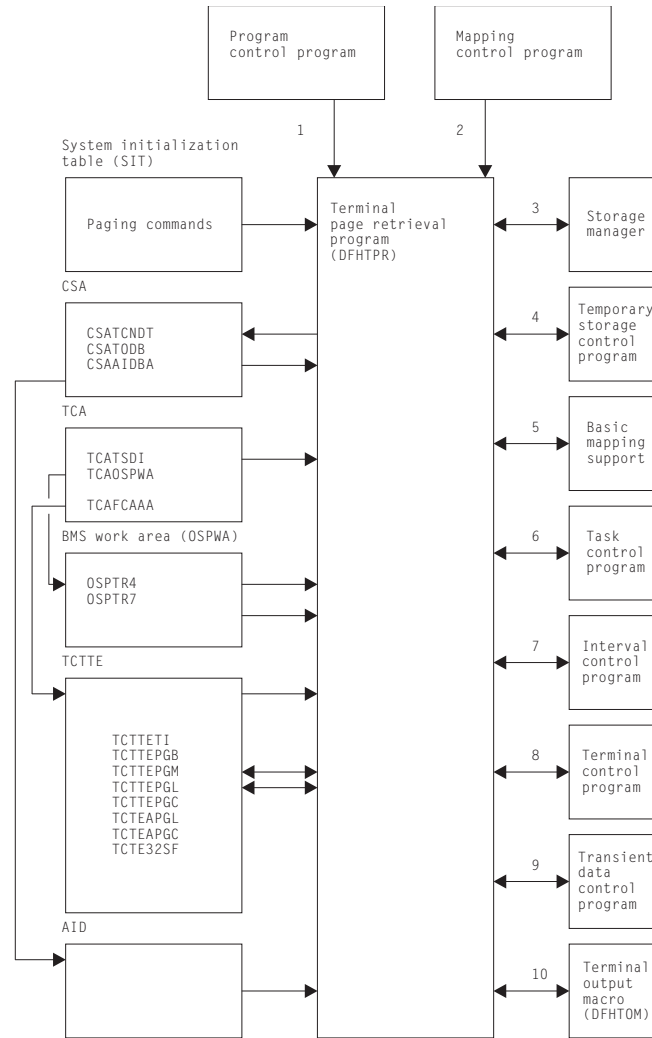 Program
control program
Mapping
control program
1
2
System initialization
table (SIT)
Paging commands
Terminal
page retrieval
program
(DFHTPR)
3
Storage
manager
CSA
CSATCNDT
CSATODB
CSAAIDBA
4
Temporary
storage
control
program
TCA
TCATSDI
TCAOSPWA
TCAFCAAA
5
Basic
mapping
support
BMS work area (OSPWA)
OSPTR4
OSPTR7
6
Task
control
program
TCTTE
TCTTETI
TCTTEPGB
TCTTEPGM
TCTTEPGL
TCTTEPGC
TCTEAPGL
TCTEAPGC
TCTE32SF
7
Interval
control
program
8
Terminal
control
program
9
Transient
data
control
program
AID
10
Terminal
output
macro
(DFHTOM)